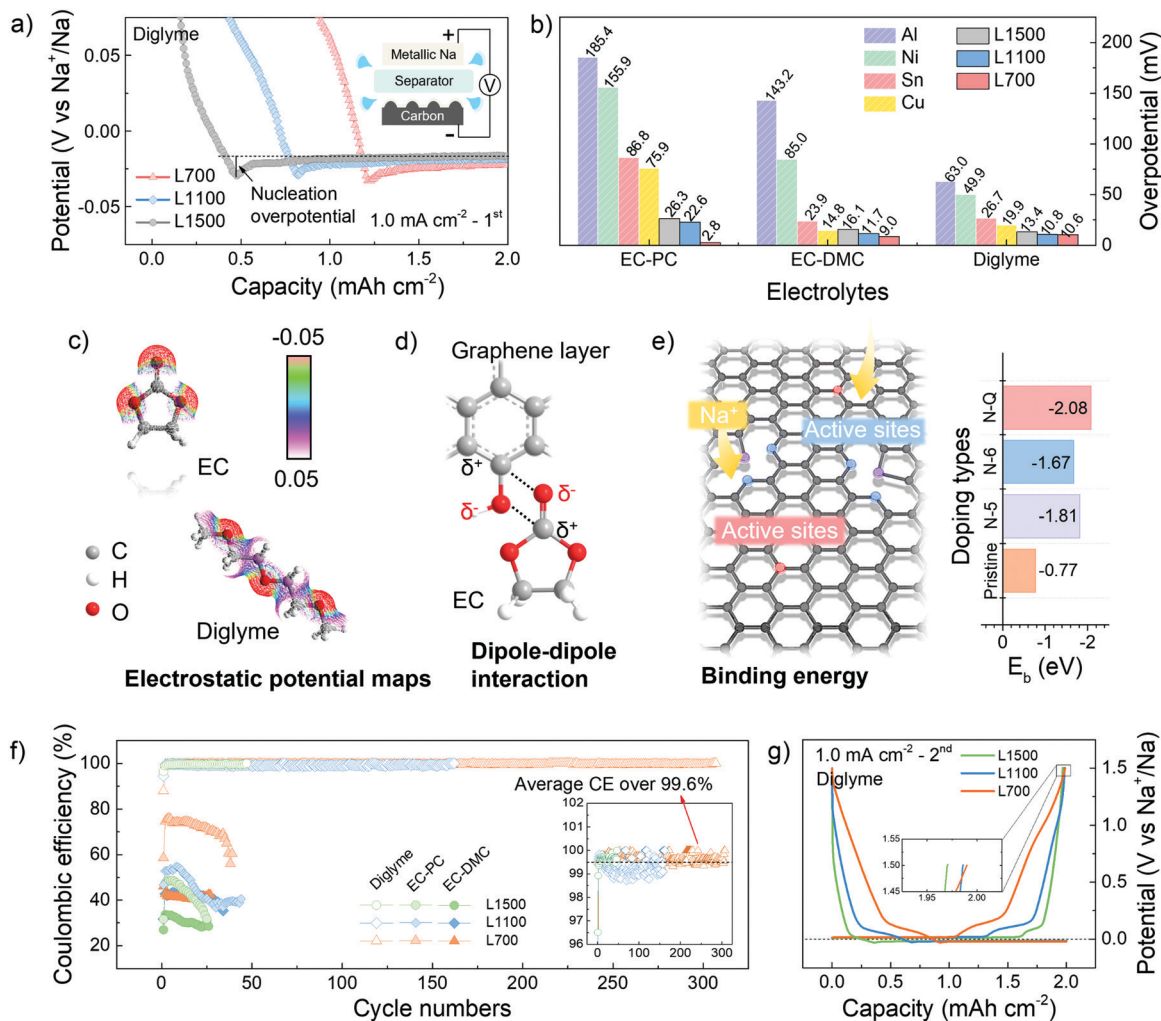 a)
Diglyme
Potential (V vs Na⁺/Na)
0.05
0.00
-0.05
+
Metallic Na
Separator
Carbon
-
V
L700
L1100
L1500
Nucleation
overpotential
1.0 mA cm⁻² - 1ˢᵗ
0.0 0.5 1.0 1.5 2.0
Capacity (mAh cm⁻²)
b)
Al
Ni
Sn
Cu
L1500
L1100
L700
185.4 155.9 86.8 75.9 26.3 22.6 2.8
143.2 85.0 23.9 14.8 16.1 11.7 9.0
63.0 49.9 26.7 19.9 13.4 10.8 10.6
EC-PC EC-DMC Diglyme
Electrolytes
200
150
100
50
0
Overpotential (mV)
c)
-0.05
0.05
EC
C
H
O
Diglyme
Electrostatic potential maps
d)
Graphene layer
δ⁺
δ⁻
δ⁻
δ⁺
EC
Dipole-dipole
interaction
e)
Na⁺
Active sites
Active sites
Binding energy
Doping types
N-Q
N-6
N-5
Pristine
-2.08
-1.67
-1.81
-0.77
0 -1 -2
E_b (eV)
f)
Coulombic efficiency (%)
100
80
60
40
20
Average CE over 99.6%
Diglyme
EC-PC
EC-DMC
L1500
L1100
L700
102
101
100
99
98
97
96
0 100 200 300
0 50 100 150 200 250 300
Cycle numbers
g)
1.0 mA cm⁻² - 2ⁿᵈ
Diglyme
L1500
L1100
L700
1.55
1.50
1.45
1.95 2.00
1.5
1.0
0.5
0.0
Potential (V vs Na⁺/Na)
0.0 0.5 1.0 1.5 2.0
Capacity (mAh cm⁻²)